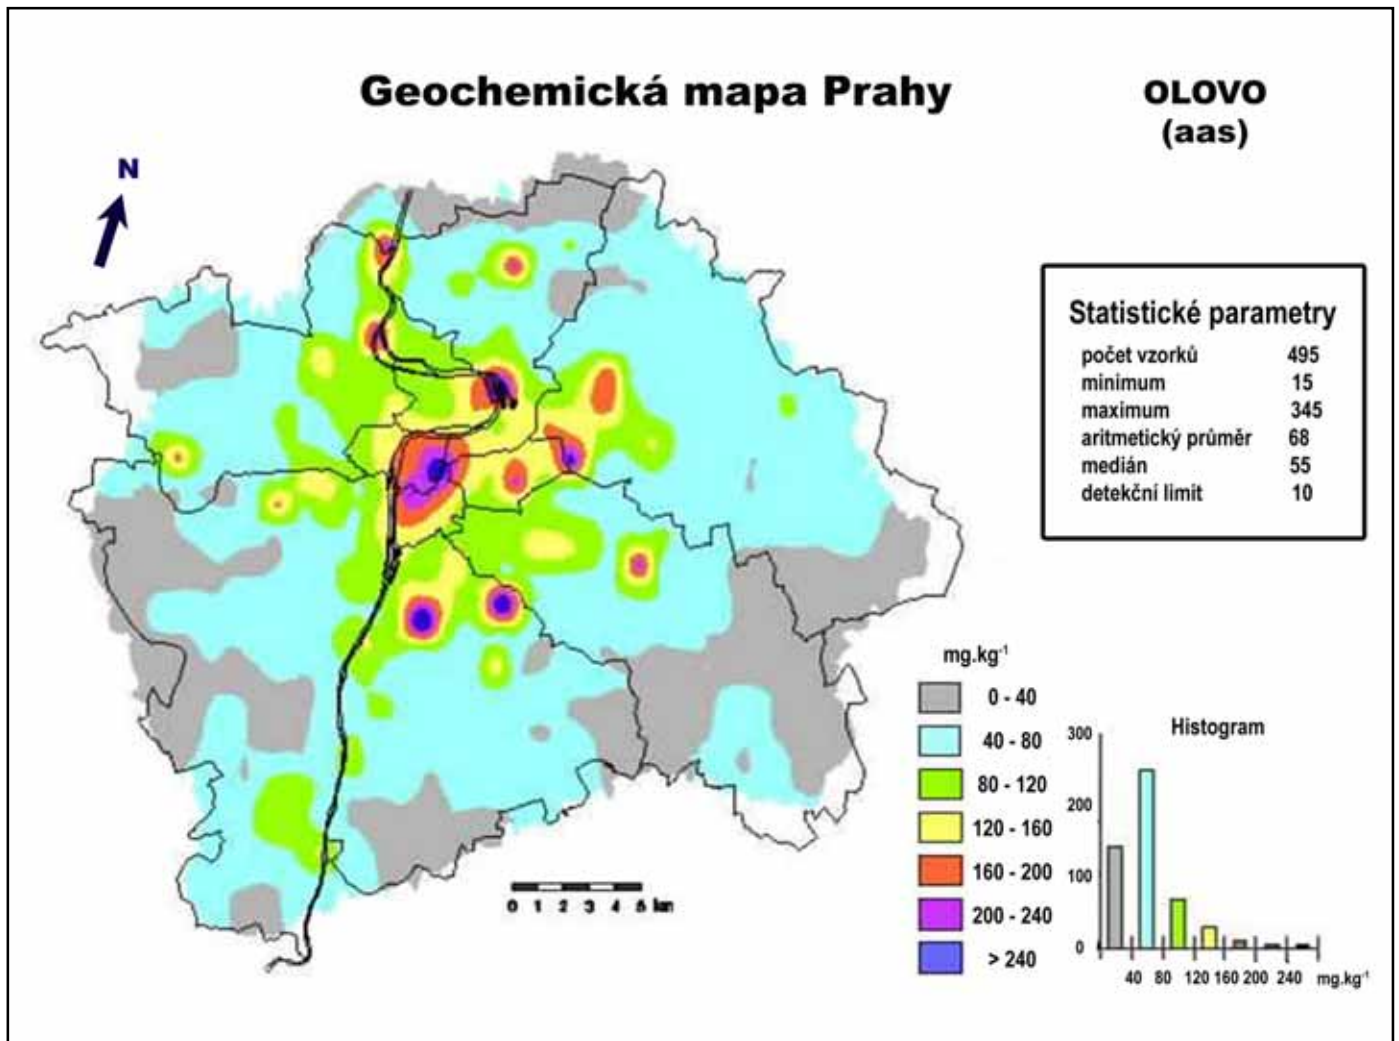 Geochemická mapa Prahy
OLOVO
(aas)
N
Statistické parametry
počet vzorků 495
minimum 15
maximum 345
aritmetický průměr 68
medián 55
detekční limit 10
mg.kg-1
0 - 40
40 - 80
80 - 120
120 - 160
160 - 200
200 - 240
> 240
Histogram
300
200
100
0
40 80 120 160 200 240 mg.kg-1
0 1 2 3 4 5 km